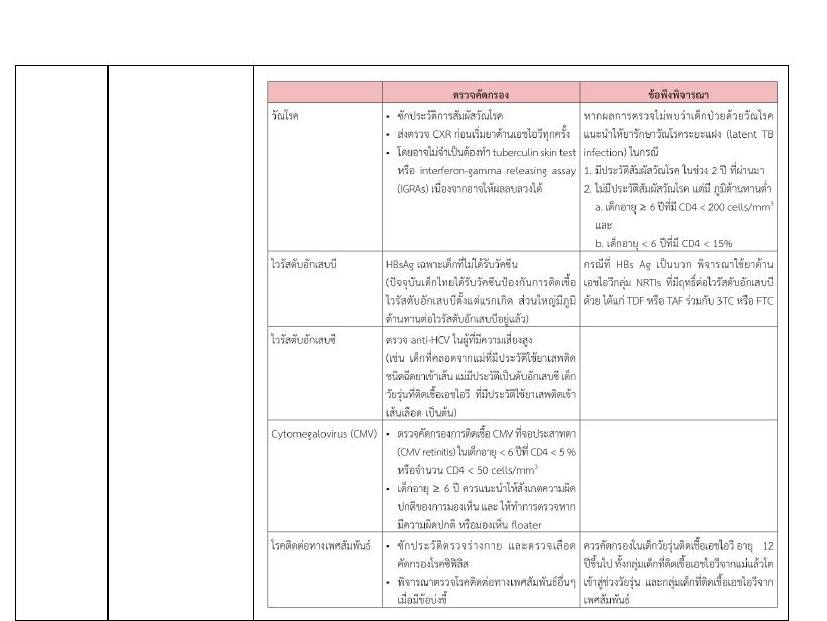 ตรวจคัดกรอง
ข้อพึงพิจารณา
วัณโรค
• ซักประวัติการสัมผัสวัณโรค
• ส่งตรวจ CXR ก่อนเริ่มยาต้านเอชไอวีทุกครั้ง
• โดยอาจไม่จำเป็นต้องทำ tuberculin skin test
หรือ interferon-gamma releasing assay
(IGRAs) เนื่องจากอาจให้ผลลบลวงได้
หากผลการตรวจไม่พบว่าเด็กป่วยด้วยวัณโรค
แนะนำให้ยารักษาวัณโรคระยะแฝง (latent TB
infection) ในกรณี
1. มีประวัติสัมผัสวัณโรค ในช่วง 2 ปี ที่ผ่านมา
2. ไม่มีประวัติสัมผัสวัณโรค แต่มี ภูมิต้านทานต่ำ
a. เด็กอายุ ≥ 6 ปีที่มี CD4 < 200 cells/mm³
และ
b. เด็กอายุ < 6 ปีที่มี CD4 < 15%
ไวรัสตับอักเสบบี
HBsAg เฉพาะเด็กที่ไม่ได้รับวัคซีน
(ปัจจุบันเด็กไทยได้รับวัคซีนป้องกันการติดเชื้อ
ไวรัสตับอักเสบบีตั้งแต่แรกเกิด ส่วนใหญ่มีภูมิ
ต้านทานต่อไวรัสตับอักเสบบีอยู่แล้ว)
กรณีที่ HBs Ag เป็นบวก พิจารณาใช้ยาต้าน
เอชไอวีกลุ่ม NRTIs ที่มีฤทธิ์ต่อไวรัสตับอักเสบบี
ด้วย ได้แก่ TDF หรือ TAF ร่วมกับ 3TC หรือ FTC
ไวรัสตับอักเสบซี
ตรวจ anti-HCV ในผู้ที่มีความเสี่ยงสูง
(เช่น เด็กที่คลอดจากแม่ที่มีประวัติใช้ยาเสพติด
ชนิดฉีดยาเข้าเส้น แม่มีประวัติเป็นตับอักเสบซี เด็ก
วัยรุ่นที่ติดเชื้อเอชไอวี ที่มีประวัติใช้ยาเสพติดเข้า
เส้นเลือด เป็นต้น)
Cytomegalovirus (CMV)
• ตรวจคัดกรองการติดเชื้อ CMV ที่จอประสาทตา
(CMV retinitis) ในเด็กอายุ < 6 ปีที่ CD4 < 5 %
หรือจำนวน CD4 < 50 cells/mm³
• เด็กอายุ ≥ 6 ปี ควรแนะนำให้สังเกตความผิด
ปกติของการมองเห็น และ ให้ทำการตรวจหาก
มีความผิดปกติ หรือมองเห็น floater
โรคติดต่อทางเพศสัมพันธ์
• ซักประวัติตรวจร่างกาย และตรวจเลือด
คัดกรองโรคซิฟิลิส
• พิจารณาตรวจโรคติดต่อทางเพศสัมพันธ์อื่นๆ
เมื่อมีข้อบ่งชี้
ควรคัดกรองในเด็กวัยรุ่นติดเชื้อเอชไอวี อายุ 12
ปีขึ้นไป ทั้งกลุ่มเด็กที่ติดเชื้อเอชไอวีจากแม่แล้วโต
เข้าสู่ช่วงวัยรุ่น และกลุ่มเด็กที่ติดเชื้อเอชไอวีจาก
เพศสัมพันธ์